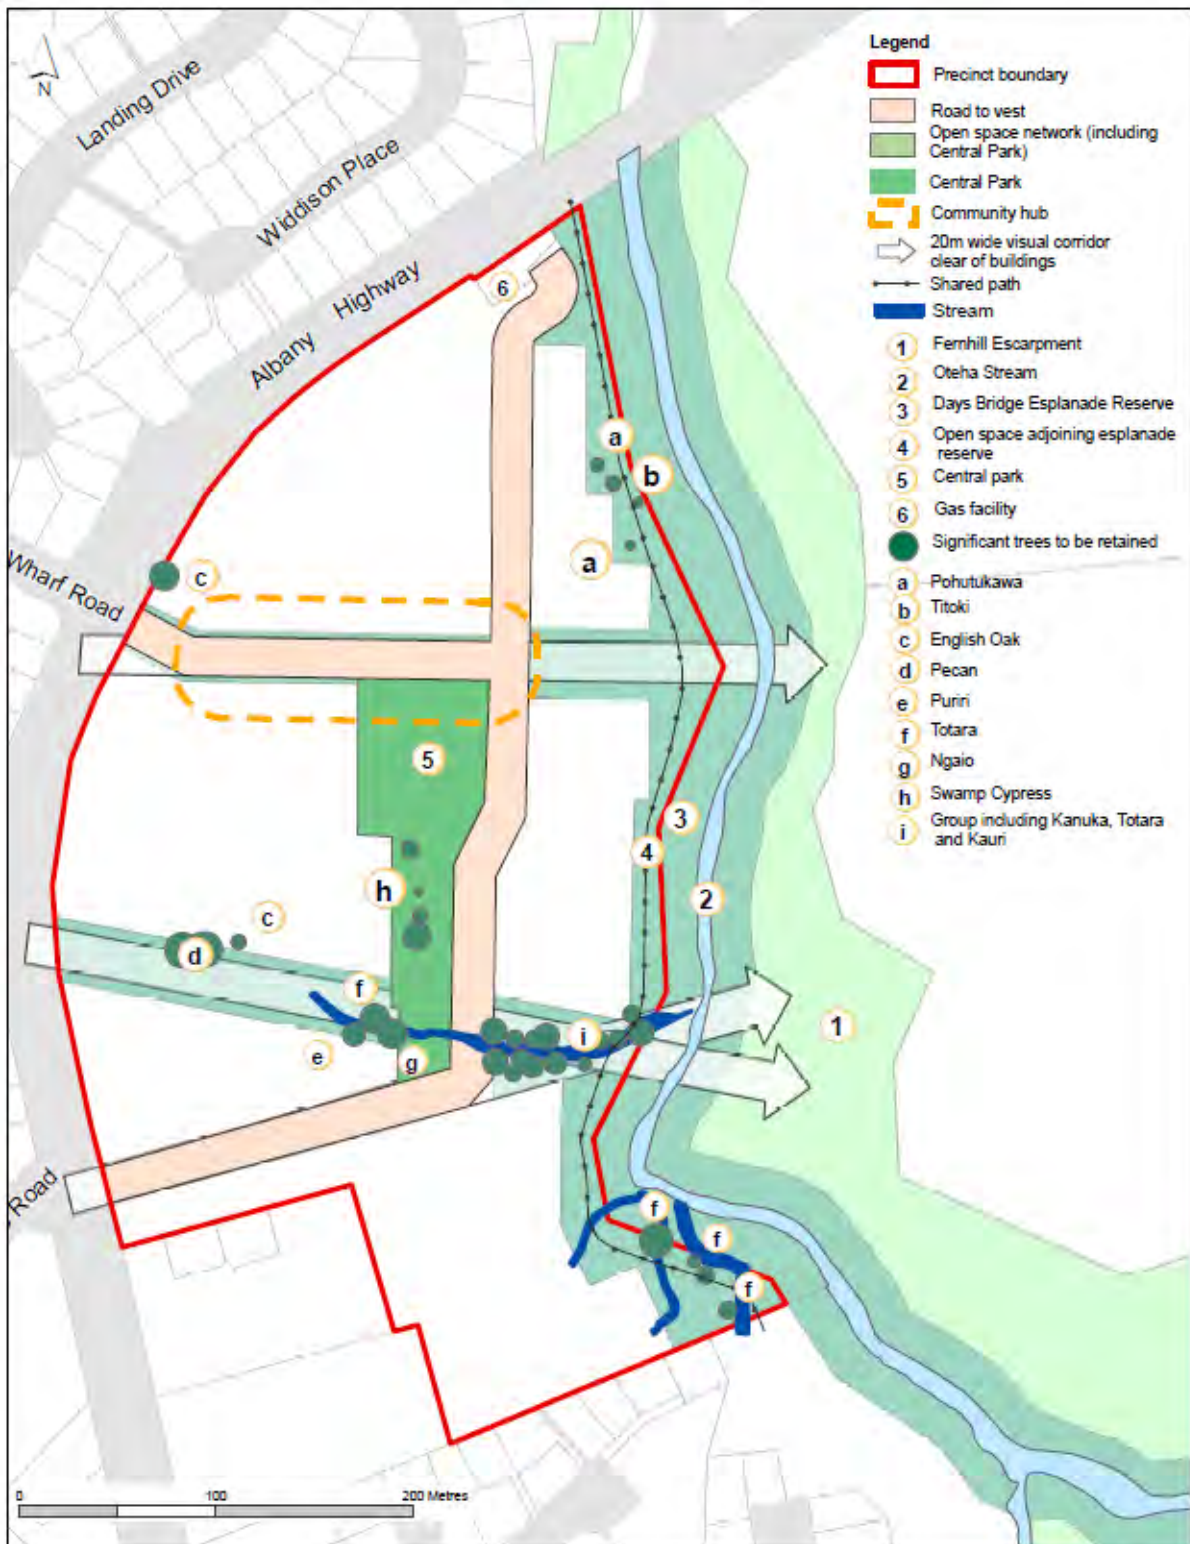 N
Landing Drive
Widdison Place
Albany Highway
Wharf Road
Road
Legend
Precinct boundary
Road to vest
Open space network (including
Central Park)
Central Park
Community hub
20m wide visual corridor
clear of buildings
Shared path
Stream
1 Fernhill Escarpment
2 Oteha Stream
3 Days Bridge Esplanade Reserve
4 Open space adjoining esplanade
reserve
5 Central park
6 Gas facility
Significant trees to be retained
a Pohutukawa
b Titoki
c English Oak
d Pecan
e Puriri
f Totara
g Ngaio
h Swamp Cypress
i Group including Kanuka, Totara
and Kauri
6
a
b
a
c
5
3
4
h
2
c
d
f
i
1
e
g
f
f
f
0 100 200 Metres